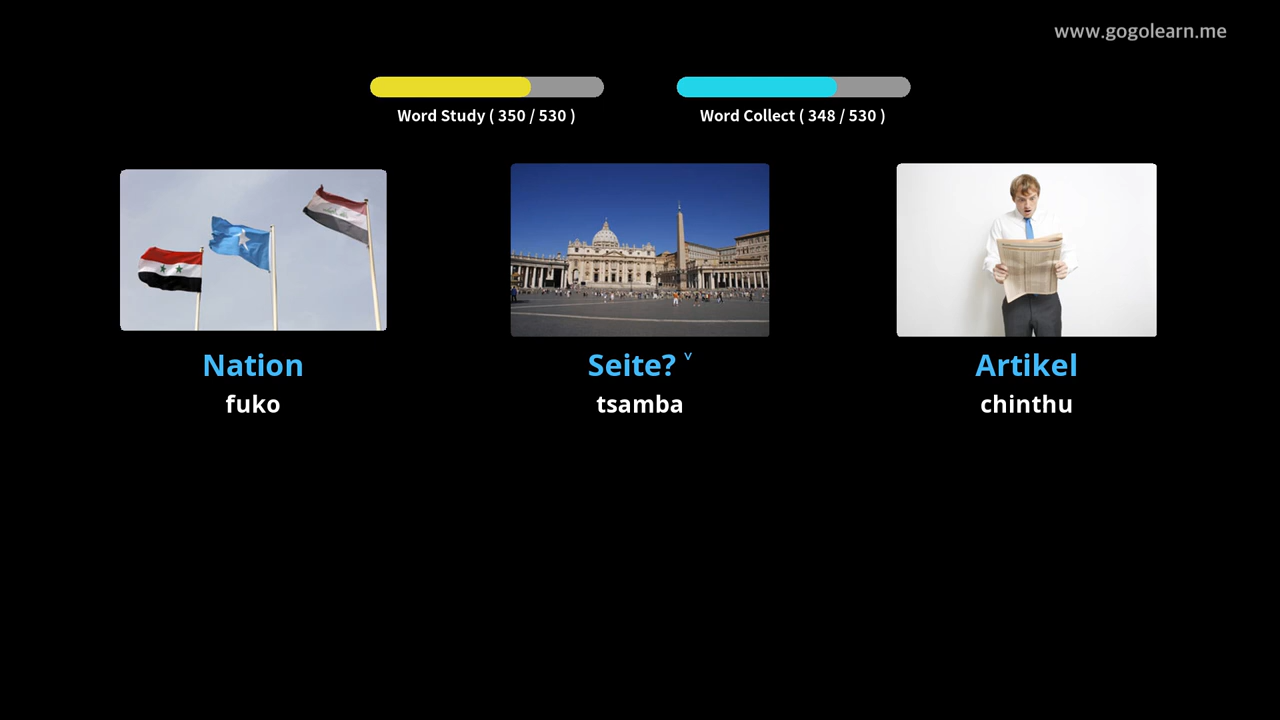 www.gogolearn.me
Word Study ( 350 / 530 )
Word Collect ( 348 / 530 )
Nation
Seite? ˅
Artikel
fuko
tsamba
chinthu